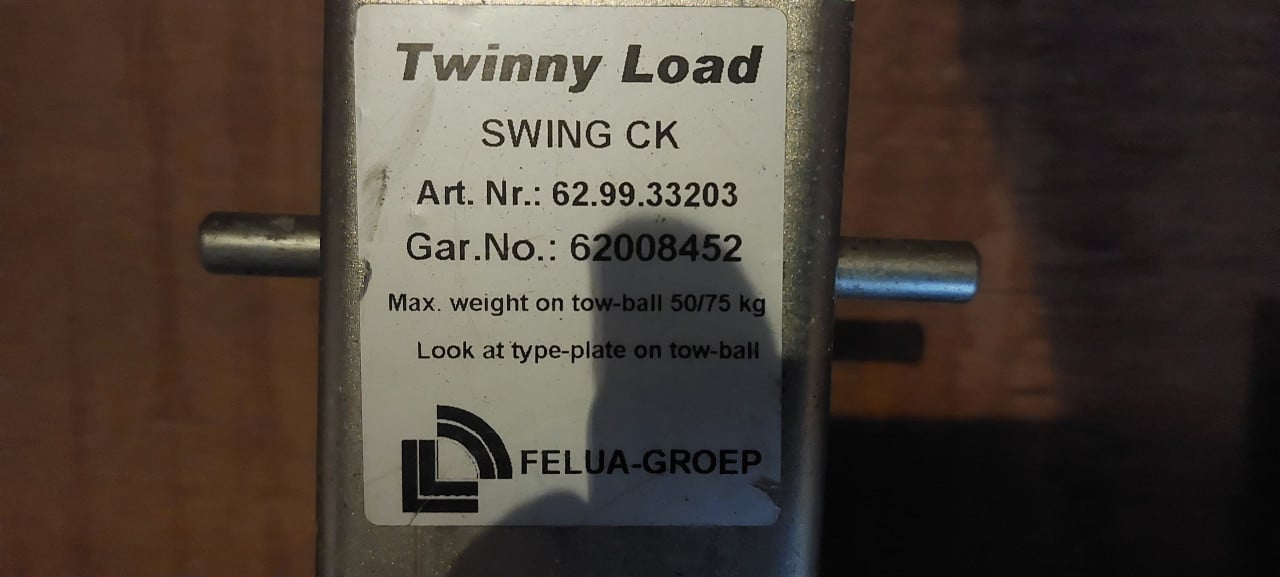 Twinny Load
SWING CK
Art. Nr.: 62.99.33203
Gar.No.: 62008452
Max. weight on tow-ball 50/75 kg
Look at type-plate on tow-ball
FELUA-GROEP